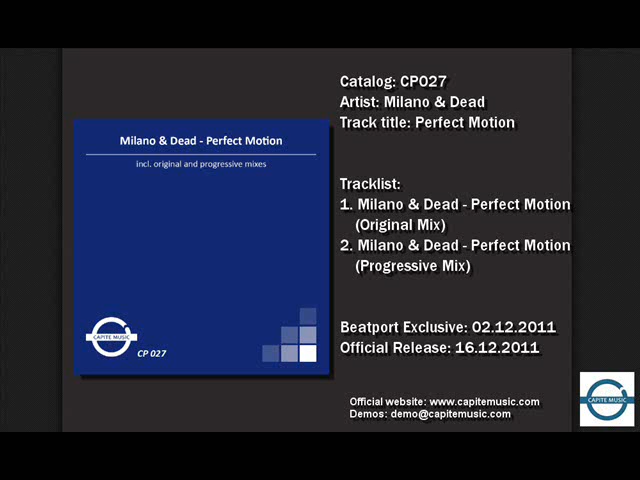 Milano & Dead - Perfect Motion
incl. original and progressive mixes
CAPITE MUSIC
CP 027
Catalog: CP027
Artist: Milano & Dead
Track title: Perfect Motion
Tracklist:
1. Milano & Dead - Perfect Motion
(Original Mix)
2. Milano & Dead - Perfect Motion
(Progressive Mix)
Beatport Exclusive: 02.12.2011
Official Release: 16.12.2011
Official website: www.capitemusic.com
Demos: demo@capitemusic.com
CAPITE MUSIC